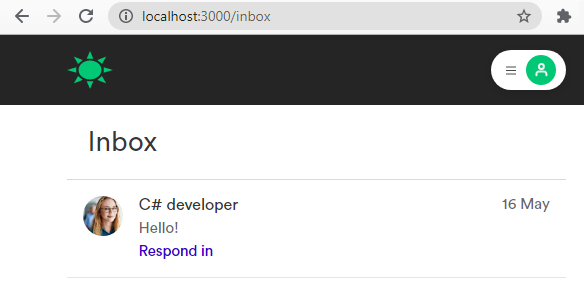 localhost:3000/inbox
Inbox
C# developer
16 May
Hello!
Respond in